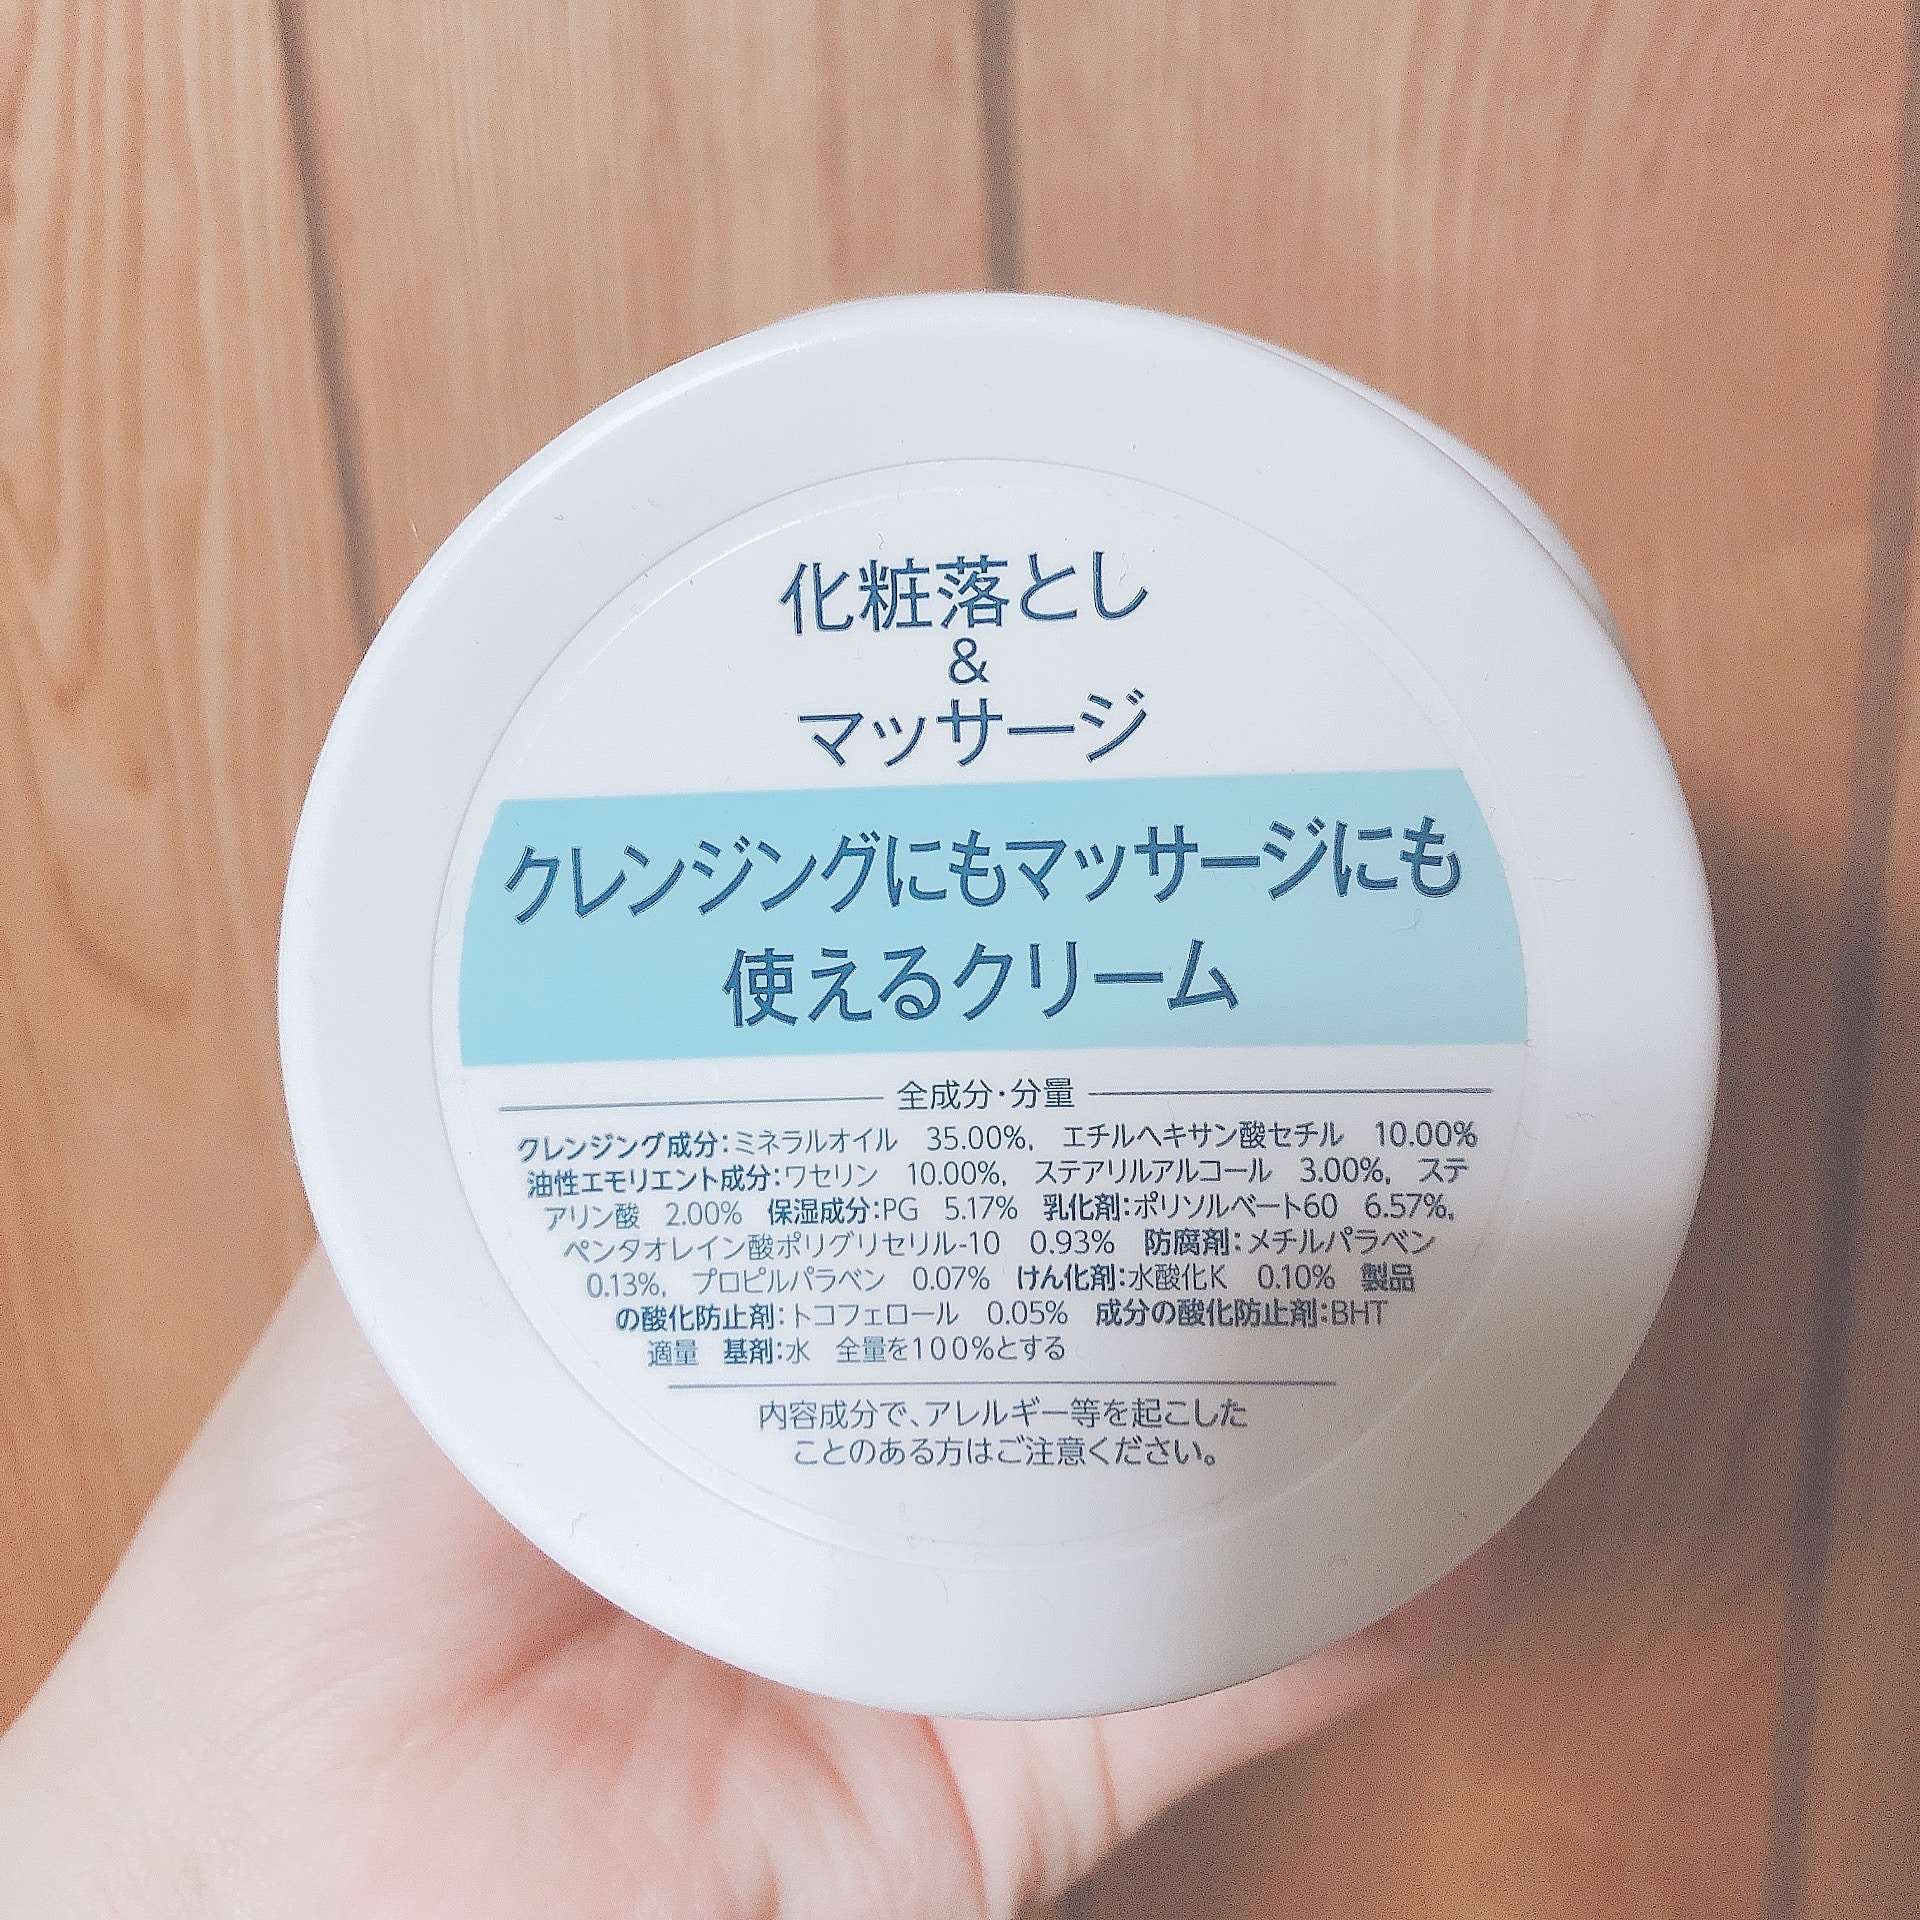 化粧落とし
&
マッサージ
クレンジングにもマッサージにも
使えるクリーム
全成分・分量
クレンジング成分:ミネラルオイル 35.00%, エチルヘキサン酸セチル 10.00%
油性エモリエント成分:ワセリン 10.00%, ステアリルアルコール 3.00%, ステ
アリン酸 2.00% 保湿成分:PG 5.17% 乳化剤:ポリソルベート60 6.57%,
ペンタオレイン酸ポリグリセリル-10 0.93% 防腐剤:メチルパラベン
0.13%, プロピルパラベン 0.07% けん化剤:水酸化K 0.10% 製品
の酸化防止剤:トコフェロール 0.05% 成分の酸化防止剤:BHT
適量 基剤:水 全量を100%とする
内容成分で、アレルギー等を起こした
ことのある方はご注意ください。